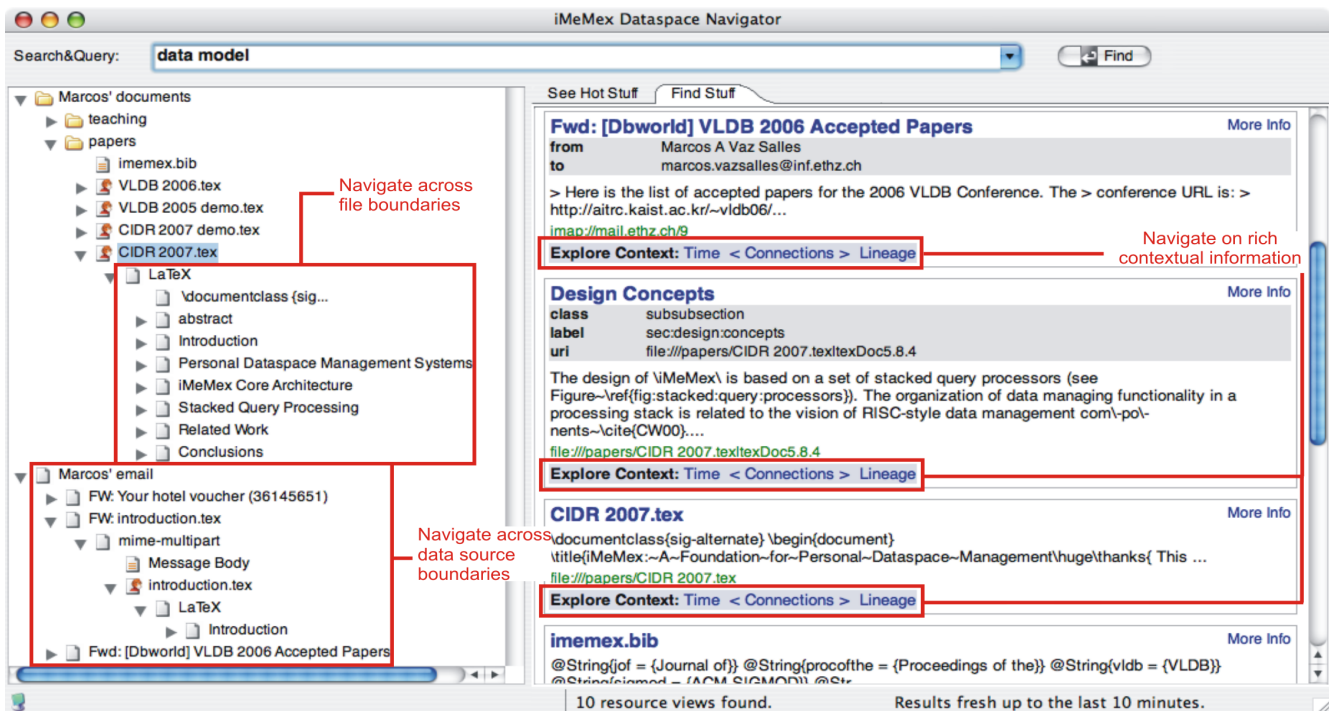 iMeMex Dataspace Navigator
Search&Query:
data model
Find
Marcos' documents
teaching
papers
imemex.bib
VLDB 2006.tex
VLDB 2005 demo.tex
CIDR 2007 demo.tex
CIDR 2007.tex
LaTeX
\documentclass {sig...
abstract
Introduction
Personal Dataspace Management Systems
iMeMex Core Architecture
Stacked Query Processing
Related Work
Conclusions
Marcos' email
FW: Your hotel voucher (36145651)
FW: introduction.tex
mime-multipart
Message Body
introduction.tex
LaTeX
Introduction
Fwd: [Dbworld] VLDB 2006 Accepted Papers
Navigate across
file boundaries
Navigate across
data source
boundaries
See Hot Stuff
Find Stuff
Fwd: [Dbworld] VLDB 2006 Accepted Papers
More Info
from Marcos A Vaz Salles
to marcos.vazsalles@inf.ethz.ch
> Here is the list of accepted papers for the 2006 VLDB Conference. The > conference URL is: >
http://aitrc.kaist.ac.kr/~vldb06/...
imap://mail.ethz.ch/9
Explore Context: Time < Connections > Lineage
Navigate on rich
contextual information
Design Concepts
More Info
class subsubsection
label sec:design:concepts
uri file:///papers/CIDR 2007.texltexDoc5.8.4
The design of \iMeMex\ is based on a set of stacked query processors (see
Figure~\ref{fig:stacked:query:processors}). The organization of data managing functionality in a
processing stack is related to the vision of RISC-style data management com\-po\-
nents~\cite{CW00}....
file:///papers/CIDR 2007.texltexDoc5.8.4
Explore Context: Time < Connections > Lineage
CIDR 2007.tex
More Info
\documentclass{sig-alternate} \begin{document}
\title{iMeMex:~A~Foundation~for~Personal~Dataspace~Management\huge\thanks{ This ...
file:///papers/CIDR 2007.tex
Explore Context: Time < Connections > Lineage
imemex.bib
More Info
@String{jof = {Journal of}} @String{procofthe = {Proceedings of the}} @String{vldb = {VLDB}}
@String{sigmod = {ACM SIGMOD}} @Str
10 resource views found.
Results fresh up to the last 10 minutes.